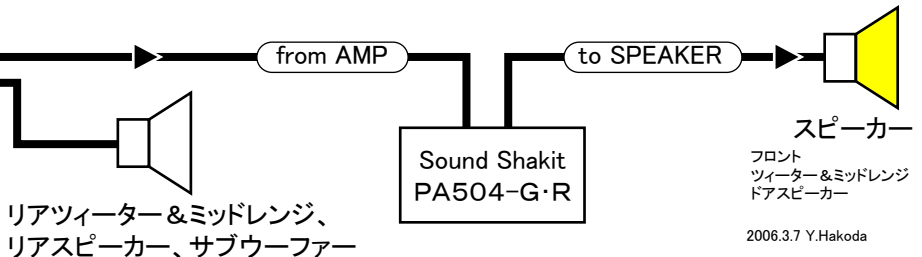 from AMP
to SPEAKER
Sound Shakit
PA504-G・R
スピーカー
フロント
ツィーター＆ミッドレンジ
ドアスピーカー
リアツィーター＆ミッドレンジ、
リアスピーカー、サブウーファー
2006.3.7 Y.Hakoda